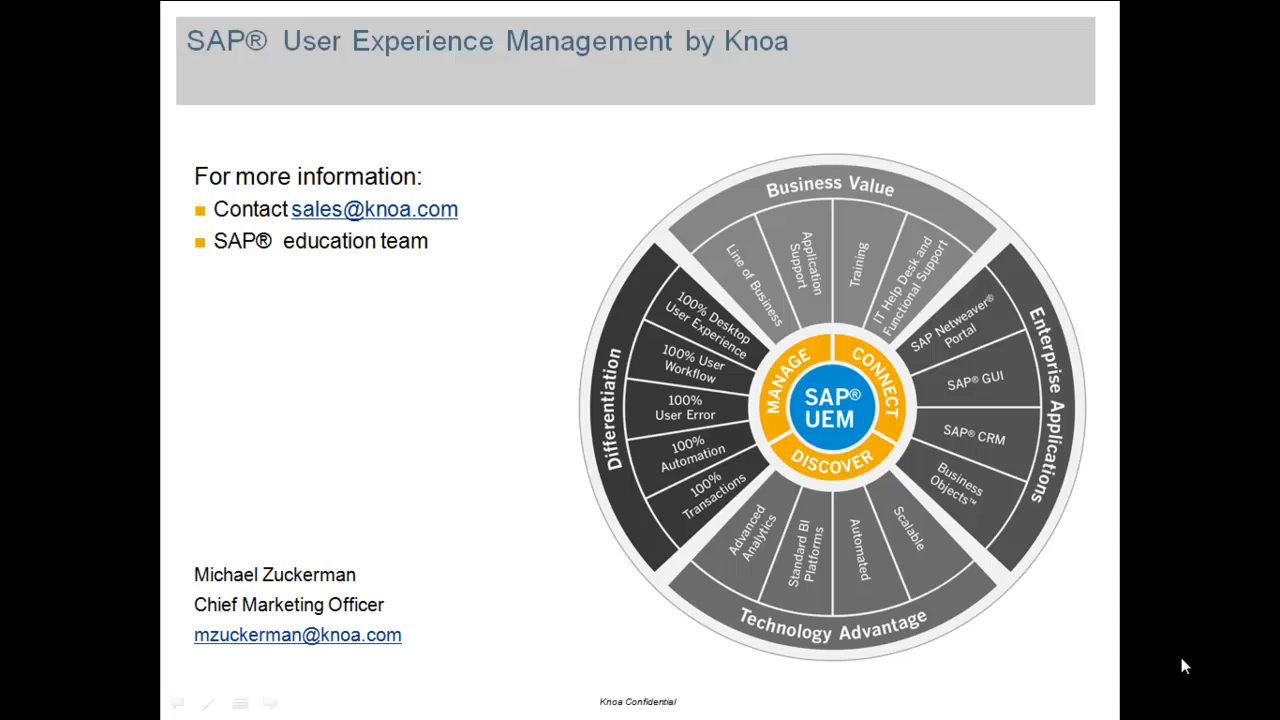 SAP® User Experience Management by Knoa
For more information:
Contact sales@knoa.com
SAP® education team
Michael Zuckerman
Chief Marketing Officer
mzuckerman@knoa.com
Business Value
Line of Business
Application
Support
Training
IT Help Desk and
Functional Support
Enterprise Applications
SAP Netweaver®
Portal
SAP® GUI
SAP® CRM
Business
Objects™
Technology Advantage
Scalable
Automated
Standard BI
Platforms
Advanced
Analytics
Differentiation
100% Desktop
User Experience
100% User
Workflow
100%
User Error
100%
Automation
100%
Transactions
MANAGE
CONNECT
DISCOVER
SAP®
UEM
Knoa Confidential